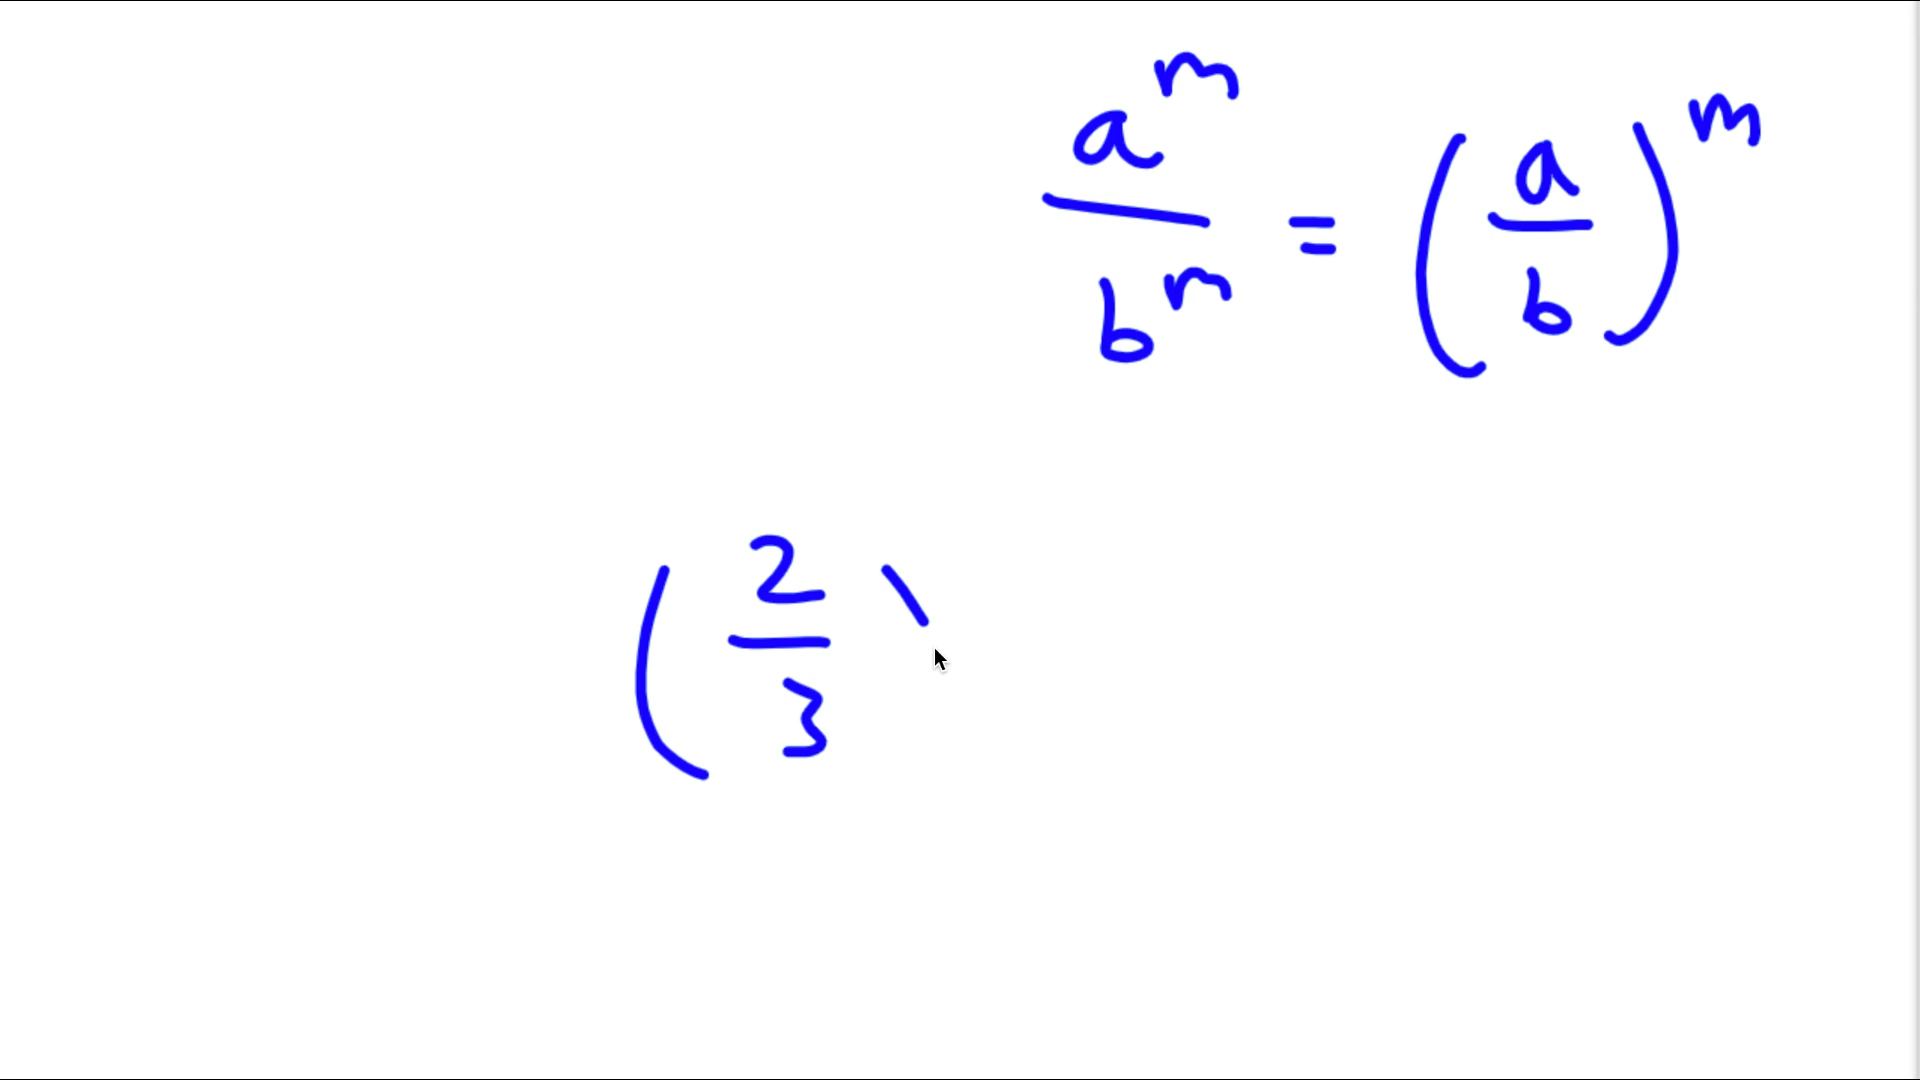 a^m / b^m = (a / b)^m
(2 / 3 \